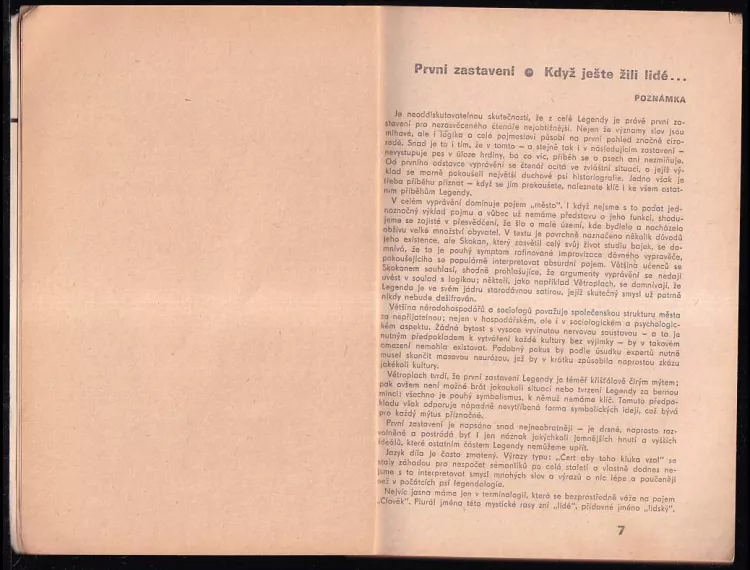 První zastavení ● Když ješte žili lidé...
POZNÁMKA
Je neoddiskutovatelnou skutečností, že z celé Legendy je právě první za-
stavení pro nezasvěceného čtenáře nejobtížnější. Nejen že významy slov jsou
mlhavé, ale i logika a celé pojmosloví působí na první pohled značně cizo-
rodě. Snad je to i tím, že v tomto – a stejně tak i v následujícím zastavení –
nevystupuje pes v úloze hrdiny, ba co víc, příběh se o psech ani nezmiňuje.
Od prvního odstavce vyprávění se čtenář ocitá ve zvláštní situaci, o jejíž vý-
klad se marně pokoušeli největší duchové psí historiografie. Jedno však je
třeba příběhu přiznat – když se jím prokoušete, naleznete klíč i ke všem ostat-
ním příběhům Legendy.
V celém vyprávění dominuje pojem „město". I když nejsme s to podat jed-
noznačný výklad pojmu a vůbec už nemáme představu o jeho funkci, shodu-
jeme se zajisté v přesvědčení, že šlo o malé území, kde bydlelo a nacházelo
obživu velké množství obyvatel. V textu je povrchně naznačeno několik důvodů
jeho existence, ale Skokan, který zasvětil celý svůj život studiu bajek, se do-
mnívá, že to je pouhý symptom rafinované improvizace dávného vypravěče,
pokoušejícího se populárně interpretovat absurdní pojem. Většina učenců se
Skokanem souhlasí, shodně prohlašujíce, že argumenty vyprávění se nedají
uvést v soulad s logikou; někteří, jako například Větroplach, se domnívají, že
Legenda je ve svém jádru starodávnou satirou, jejíž skutečný smysl už patrně
nikdy nebude dešifrován.
Většina národohospodářů a sociologů považuje společenskou strukturu města
za nepřijatelnou; nejen v hospodářském, ale i v sociologickém a psychologic-
kém aspektu. Žádná bytost s vysoce vyvinutou nervovou soustavou – a to je
nutným předpokladem k vytváření každé kultury bez výjimky – by v takovém
omezení nemohla existovat. Podobný pokus by podle úsudku expertů nutně
musel skončit masovou neurózou, jež by v krátku způsobila naprostou zkázu
jakékoli kultury.
Větroplach tvrdí, že první zastavení Legendy je téměř křišťálově čirým mýtem;
pak ovšem není možné brát jakoukoli situaci nebo tvrzení Legendy za bernou
minci: všechno je pouhý symbolismus, k němuž nemáme klíč. Tomuto předpo-
kladu však odporuje nápadně nevytříbená forma symbolických idejí, což bývá
pro každý mýtus příznačné.
První zastavení je napsáno snad nejneobratněji – je drsné, naprosto roz-
volněné a postrádá byť i jen náznak jakýchkoli jemnějších hnutí a vyšších
ideálů, které ostatním částem Legendy nemůžeme upřít.
Jazyk díla je často zmatený. Výrazy typu: „Čert aby toho kluka vzal" se
staly záhadou pro nespočet sémantiků po celá staletí a vlastně dodnes ne-
jsme s to interpretovat smysl mnohých slov a výrazů o nic lépe a poučeněji
než v počátcích psí legendologie.
Nejvíc jasno máme jen v terminologii, která se bezprostředně váže na pojem
„Člověk". Plurál jména této mystické rasy zní „lidé", přídavné jméno „lidský",
7